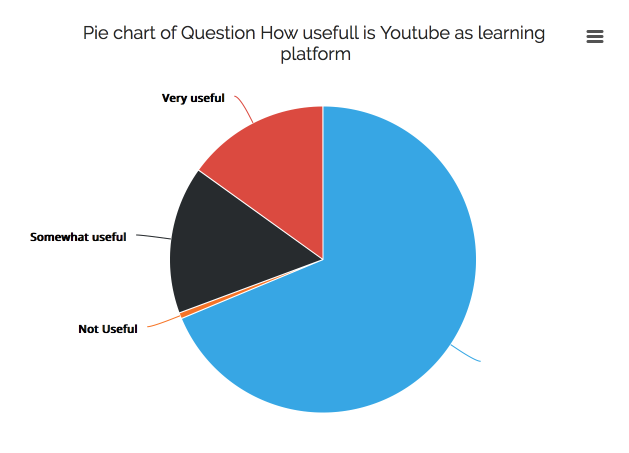 Pie chart of Question How usefull is Youtube as learning
platform
Very useful
Somewhat useful
Not Useful